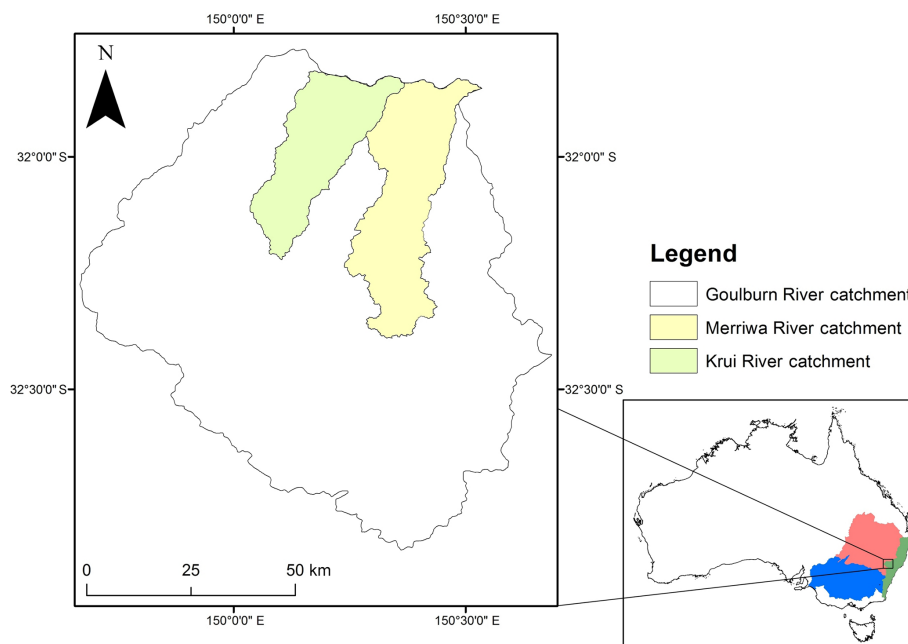 150°0'0" E
150°30'0" E
N
32°0'0" S
32°0'0" S
Legend
Goulburn River catchment
Merriwa River catchment
Krui River catchment
32°30'0" S
32°30'0" S
0 25 50 km
150°0'0" E
150°30'0" E